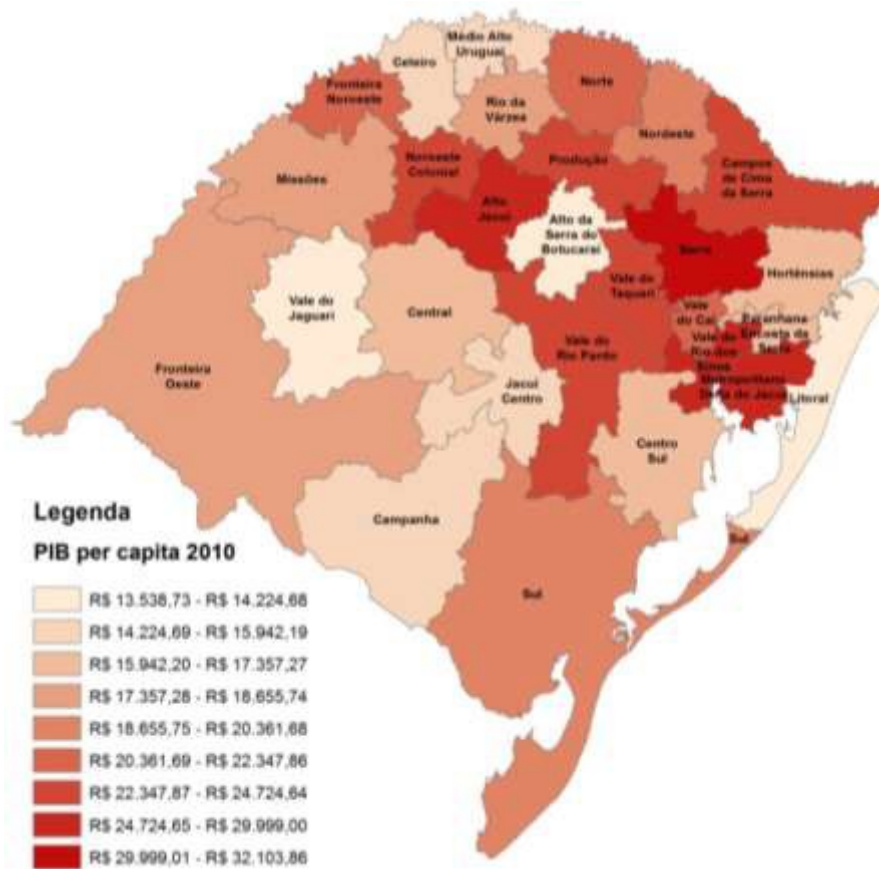 Médio Alto
Uruguai
Celeiro
Fronteira
Noroeste
Norte
Rio da
Várzea
Nordeste
Noroeste
Colonial
Produção
Campos
de Cima
da Serra
Missões
Alto
Jacuí
Alto da
Serra do
Botucaraí
Serra
Hortênsias
Vale do
Taquari
Vale do
Jaguari
Central
Vale
do Caí
Paranhana
Encosta da
Serra
Vale do
Rio dos
Sinos
Vale do
Rio Pardo
Fronteira
Oeste
Jacuí
Centro
Metropolitano
Delta do Jacuí
Litoral
Centro
Sul
Campanha
Sul
Sul
Legenda
PIB per capita 2010
R$ 13.538,73 - R$ 14.224,68
R$ 14.224,69 - R$ 15.942,19
R$ 15.942,20 - R$ 17.357,27
R$ 17.357,28 - R$ 18.655,74
R$ 18.655,75 - R$ 20.361,68
R$ 20.361,69 - R$ 22.347,86
R$ 22.347,87 - R$ 24.724,64
R$ 24.724,65 - R$ 29.999,00
R$ 29.999,01 - R$ 32.103,86